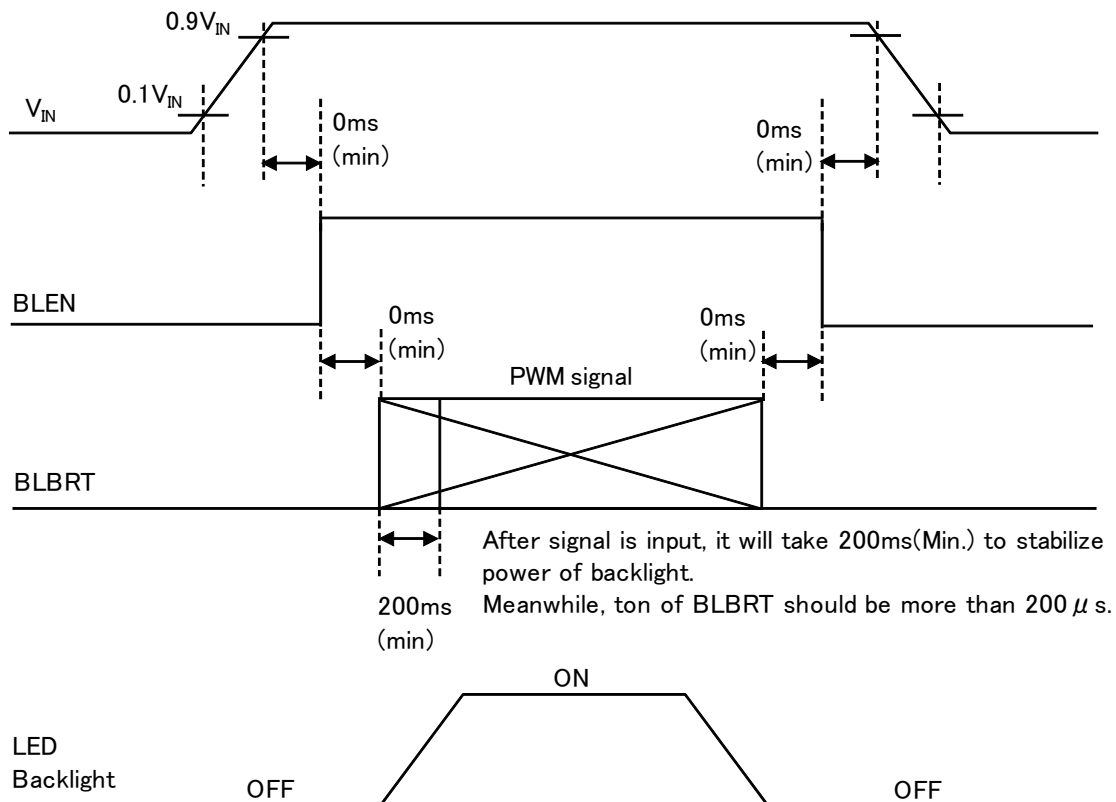 0.9VIN
0.1VIN
VIN
0ms
(min)
0ms
(min)
BLEN
0ms
(min)
0ms
(min)
PWM signal
BLBRT
After signal is input, it will take 200ms(Min.) to stabilize
power of backlight.
200ms
(min)
Meanwhile, ton of BLBRT should be more than 200μs.
ON
LED
Backlight
OFF
OFF